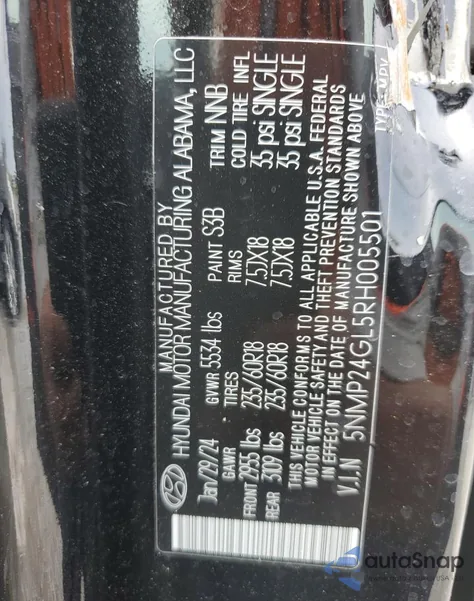 MANUFACTURED BY
HYUNDAI MOTOR MANUFACTURING ALABAMA, LLC
Jan/29/24 GVWR 5534 lbs PAINT S3B TRIM NNB
GAWR TIRES RIMS COLD TIRE INFL
FRONT 2955 lbs 235/60R18 7.5JX18 35 psi SINGLE
REAR 3109 lbs 235/60R18 7.5JX18 35 psi SINGLE
THIS VEHICLE CONFORMS TO ALL APPLICABLE U.S.A. FEDERAL
MOTOR VEHICLE SAFETY AND THEFT PREVENTION STANDARDS
IN EFFECT ON THE DATE OF MANUFACTURE SHOWN ABOVE
V.I.N 5NMP24GL5RH005501 TYPE: MPV
autoSnap